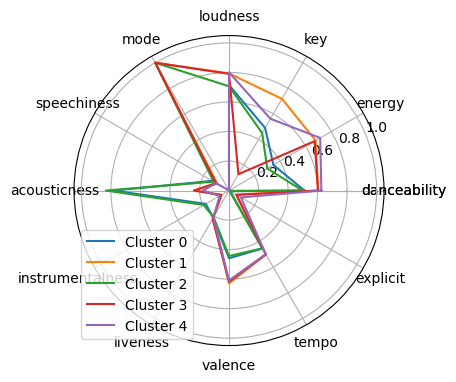 loudness
mode
key
speechiness
energy
1.0
0.8
0.6
0.4
0.2
acousticness
danceability
Cluster 0
Cluster 1
Cluster 2
Cluster 3
Cluster 4
instrumentalness
explicit
liveness
tempo
valence